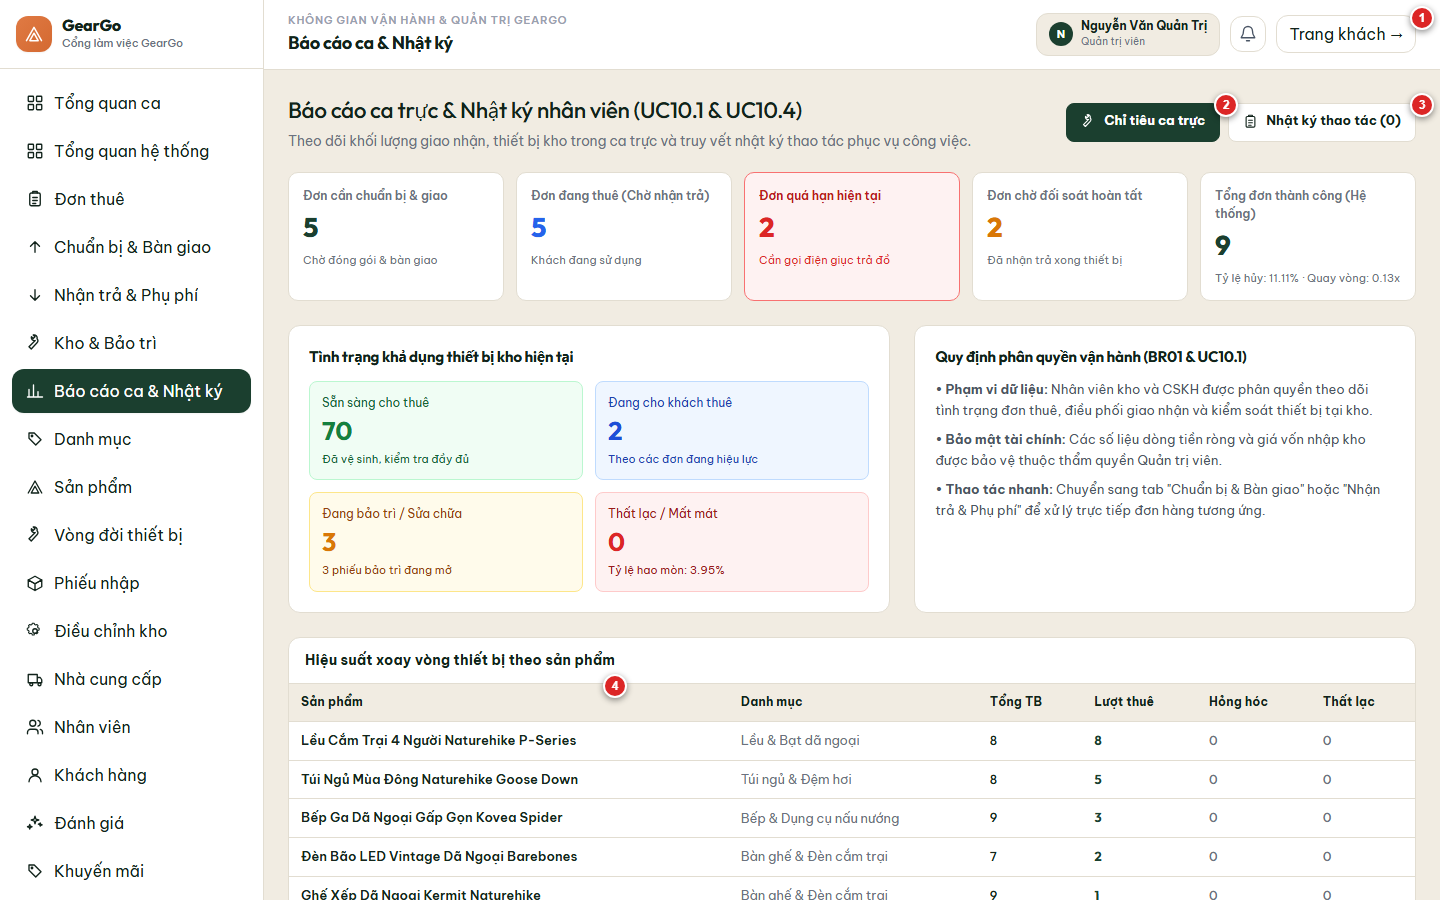 GearGo
Cổng làm việc GearGo
Tổng quan ca
Tổng quan hệ thống
Đơn thuê
Chuẩn bị & Bàn giao
Nhận trả & Phụ phí
Kho & Bảo trì
Báo cáo ca & Nhật ký
Danh mục
Sản phẩm
Vòng đời thiết bị
Phiếu nhập
Điều chỉnh kho
Nhà cung cấp
Nhân viên
Khách hàng
Đánh giá
Khuyến mãi
KHÔNG GIAN VẬN HÀNH & QUẢN TRỊ GEARGO
Báo cáo ca & Nhật ký
N
Nguyễn Văn Quản Trị
Quản trị viên
Trang khách →
1
Báo cáo ca trực & Nhật ký nhân viên (UC10.1 & UC10.4)
Theo dõi khối lượng giao nhận, thiết bị kho trong ca trực và truy vết nhật ký thao tác phục vụ công việc.
Chỉ tiêu ca trực
2
Nhật ký thao tác (0)
3
Đơn cần chuẩn bị & giao
5
Chờ đóng gói & bàn giao
Đơn đang thuê (Chờ nhận trả)
5
Khách đang sử dụng
Đơn quá hạn hiện tại
2
Cần gọi điện giục trả đồ
Đơn chờ đối soát hoàn tất
2
Đã nhận trả xong thiết bị
Tổng đơn thành công (Hệ
thống)
9
Tỷ lệ hủy: 11.11% · Quay vòng: 0.13x
Tình trạng khả dụng thiết bị kho hiện tại
Sẵn sàng cho thuê
70
Đã vệ sinh, kiểm tra đầy đủ
Đang cho khách thuê
2
Theo các đơn đang hiệu lực
Đang bảo trì / Sửa chữa
3
3 phiếu bảo trì đang mở
Thất lạc / Mất mát
0
Tỷ lệ hao mòn: 3.95%
Quy định phân quyền vận hành (BR01 & UC10.1)
• Phạm vi dữ liệu: Nhân viên kho và CSKH được phân quyền theo dõi
tình trạng đơn thuê, điều phối giao nhận và kiểm soát thiết bị tại kho.
• Bảo mật tài chính: Các số liệu dòng tiền ròng và giá vốn nhập kho
được bảo vệ thuộc thẩm quyền Quản trị viên.
• Thao tác nhanh: Chuyển sang tab "Chuẩn bị & Bàn giao" hoặc "Nhận
trả & Phụ phí" để xử lý trực tiếp đơn hàng tương ứng.
Hiệu suất xoay vòng thiết bị theo sản phẩm
4
Sản phẩm Danh mục Tổng TB Lượt thuê Hỏng hóc Thất lạc
Lều Cắm Trại 4 Người Naturehike P-Series Lều & Bạt dã ngoại 8 8 0 0
Túi Ngủ Mùa Đông Naturehike Goose Down Túi ngủ & Đệm hơi 8 5 0 0
Bếp Ga Dã Ngoại Gấp Gọn Kovea Spider Bếp & Dụng cụ nấu nướng 9 3 0 0
Đèn Bão LED Vintage Dã Ngoại Barebones Bàn ghế & Đèn cắm trại 7 2 0 0
Ghế Xếp Dã Ngoại Kermit Naturehike Bàn ghế & Đèn cắm trại 9 1 0 0